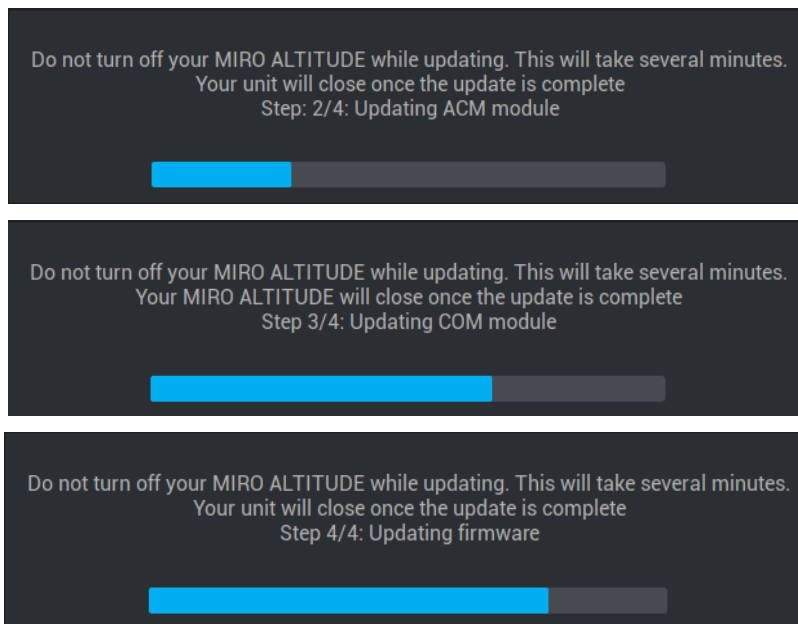 Do not turn off your MIRO ALTITUDE while updating. This will take several minutes.
Your unit will close once the update is complete
Step: 2/4: Updating ACM module
Do not turn off your MIRO ALTITUDE while updating. This will take several minutes.
Your MIRO ALTITUDE will close once the update is complete
Step 3/4: Updating COM module
Do not turn off your MIRO ALTITUDE while updating. This will take several minutes.
Your unit will close once the update is complete
Step 4/4: Updating firmware